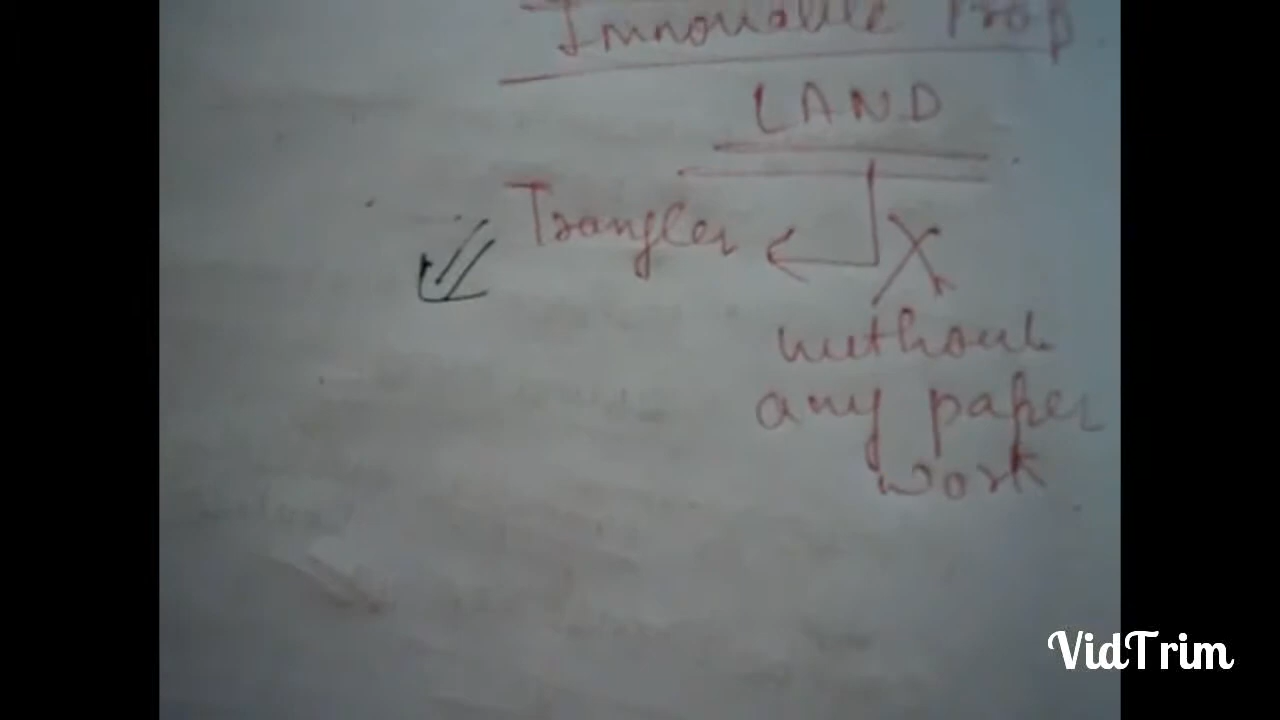 Immovable Prop
LAND
Transfer
X
without
any paper
work
VidTrim